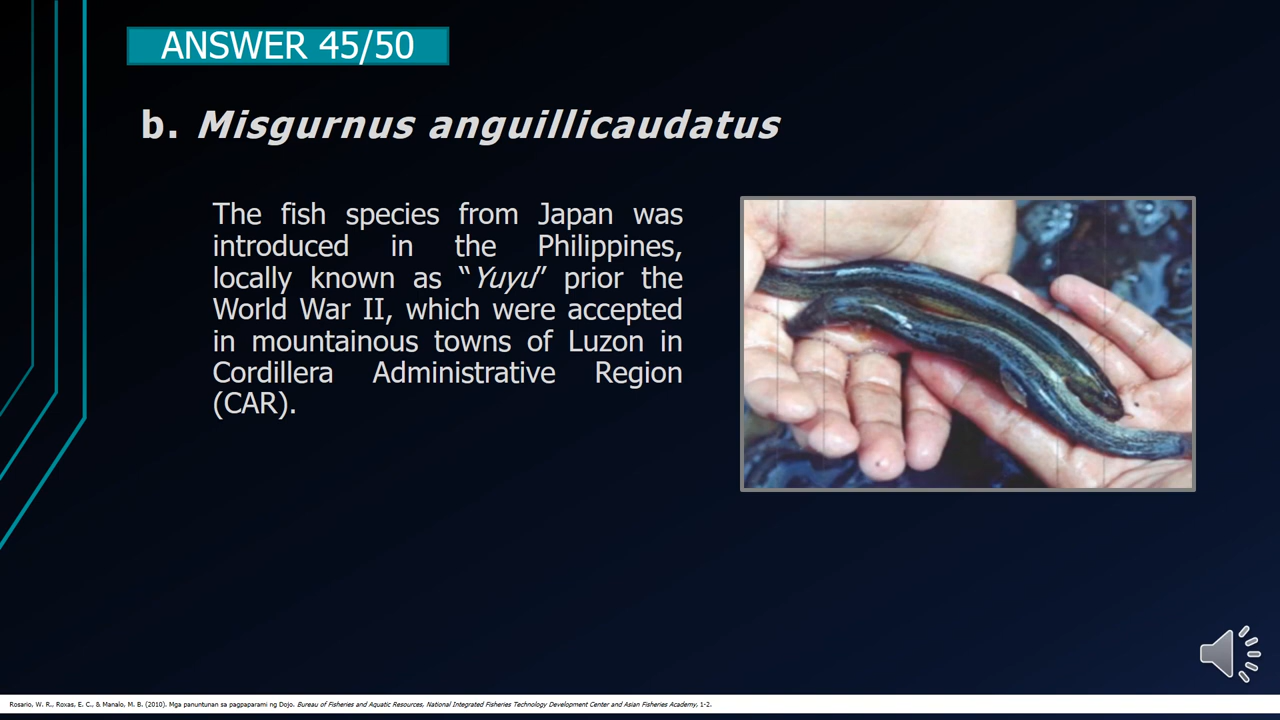 ANSWER 45/50
b. Misgurnus anguillicaudatus
The fish species from Japan was
introduced in the Philippines,
locally known as “Yuyu” prior the
World War II, which were accepted
in mountainous towns of Luzon in
Cordillera Administrative Region
(CAR).
Rosario, W. R., Roxas, E. C., & Manalo, M. B. (2010). Mga panuntunan sa pagpaparami ng Dojo. Bureau of Fisheries and Aquatic Resources, National Integrated Fisheries Technology Development Center and Asian Fisheries Academy, 1-2.